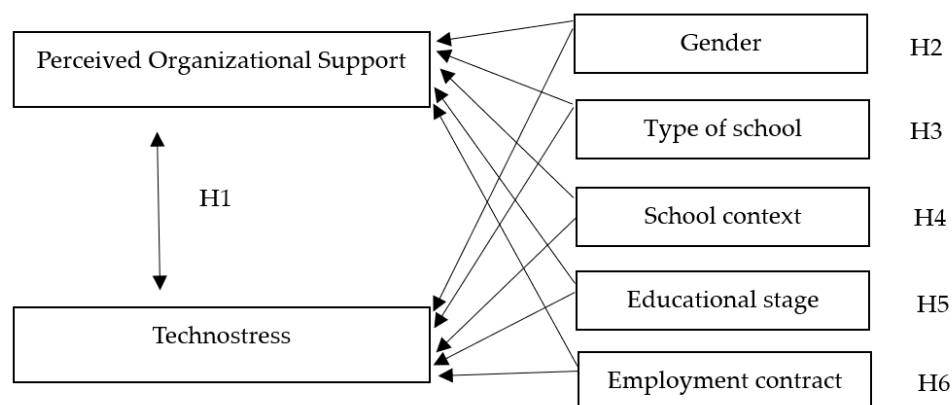 Perceived Organizational Support
Gender
H2
Type of school
H3
H1
School context
H4
Educational stage
H5
Technostress
Employment contract
H6